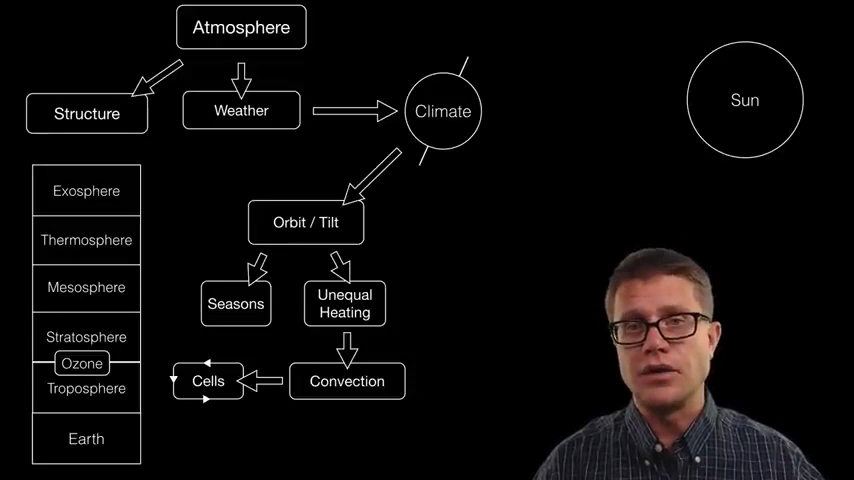 Atmosphere
Structure
Weather
Climate
Sun
Exosphere
Thermosphere
Mesosphere
Stratosphere
Ozone
Troposphere
Earth
Orbit / Tilt
Seasons
Unequal
Heating
Cells
Convection